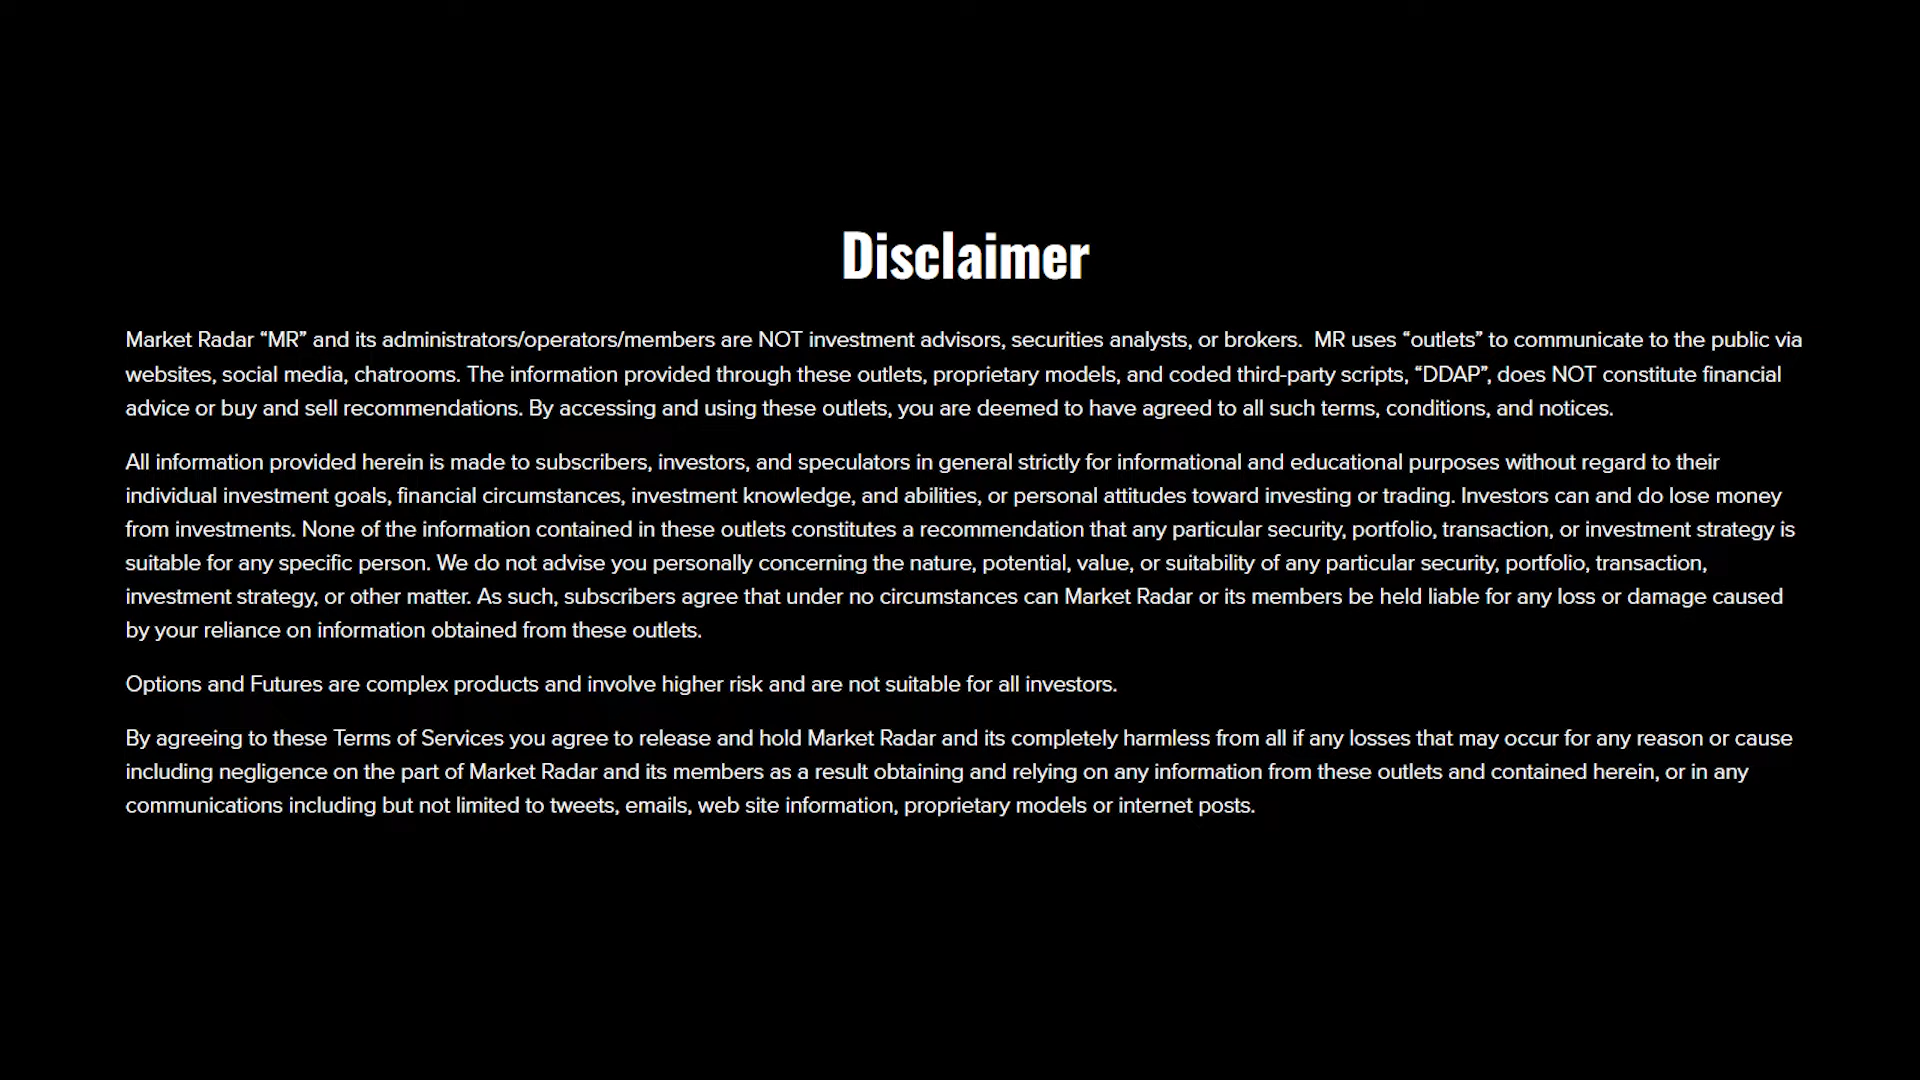 Disclaimer
Market Radar “MR” and its administrators/operators/members are NOT investment advisors, securities analysts, or brokers.  MR uses “outlets” to communicate to the public via
websites, social media, chatrooms. The information provided through these outlets, proprietary models, and coded third-party scripts, “DDAP”, does NOT constitute financial
advice or buy and sell recommendations. By accessing and using these outlets, you are deemed to have agreed to all such terms, conditions, and notices.
All information provided herein is made to subscribers, investors, and speculators in general strictly for informational and educational purposes without regard to their
individual investment goals, financial circumstances, investment knowledge, and abilities, or personal attitudes toward investing or trading. Investors can and do lose money
from investments. None of the information contained in these outlets constitutes a recommendation that any particular security, portfolio, transaction, or investment strategy is
suitable for any specific person. We do not advise you personally concerning the nature, potential, value, or suitability of any particular security, portfolio, transaction,
investment strategy, or other matter. As such, subscribers agree that under no circumstances can Market Radar or its members be held liable for any loss or damage caused
by your reliance on information obtained from these outlets.
Options and Futures are complex products and involve higher risk and are not suitable for all investors.
By agreeing to these Terms of Services you agree to release and hold Market Radar and its completely harmless from all if any losses that may occur for any reason or cause
including negligence on the part of Market Radar and its members as a result obtaining and relying on any information from these outlets and contained herein, or in any
communications including but not limited to tweets, emails, web site information, proprietary models or internet posts.